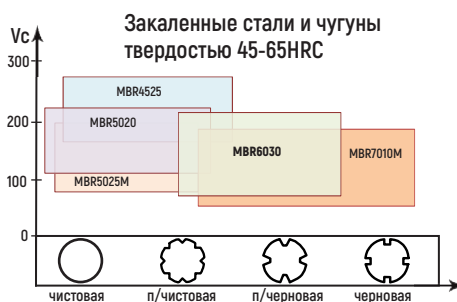 Закаленные стали и чугуны
твердостью 45-65HRC
Vc
300
200
100
0
MBR4525
MBR5020
MBR5025M
MBR6030
MBR7010M
чистовая
п/чистовая
п/черновая
черновая